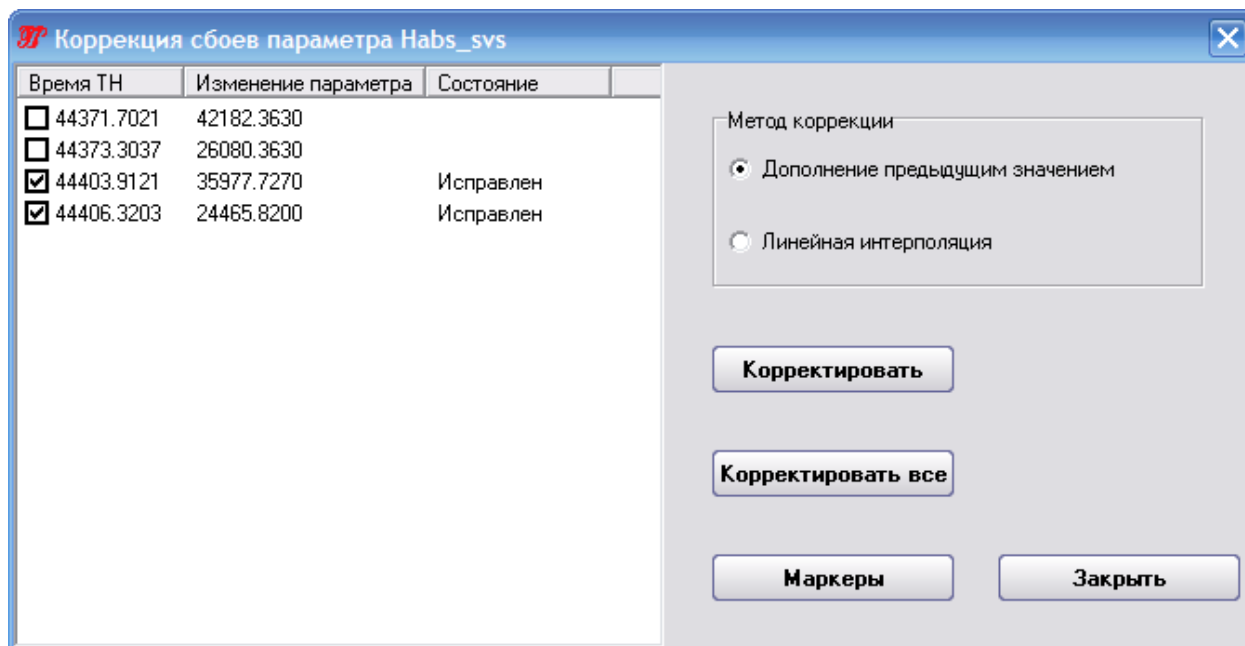 Коррекция сбоев параметра Habs_svs
Время ТН Изменение параметра Состояние
44371.7021 42182.3630
44373.3037 26080.3630
44403.9121 35977.7270 Исправлен
44406.3203 24465.8200 Исправлен
Метод коррекции
Дополнение предыдущим значением
Линейная интерполяция
Корректировать
Корректировать все
Маркеры Закрыть